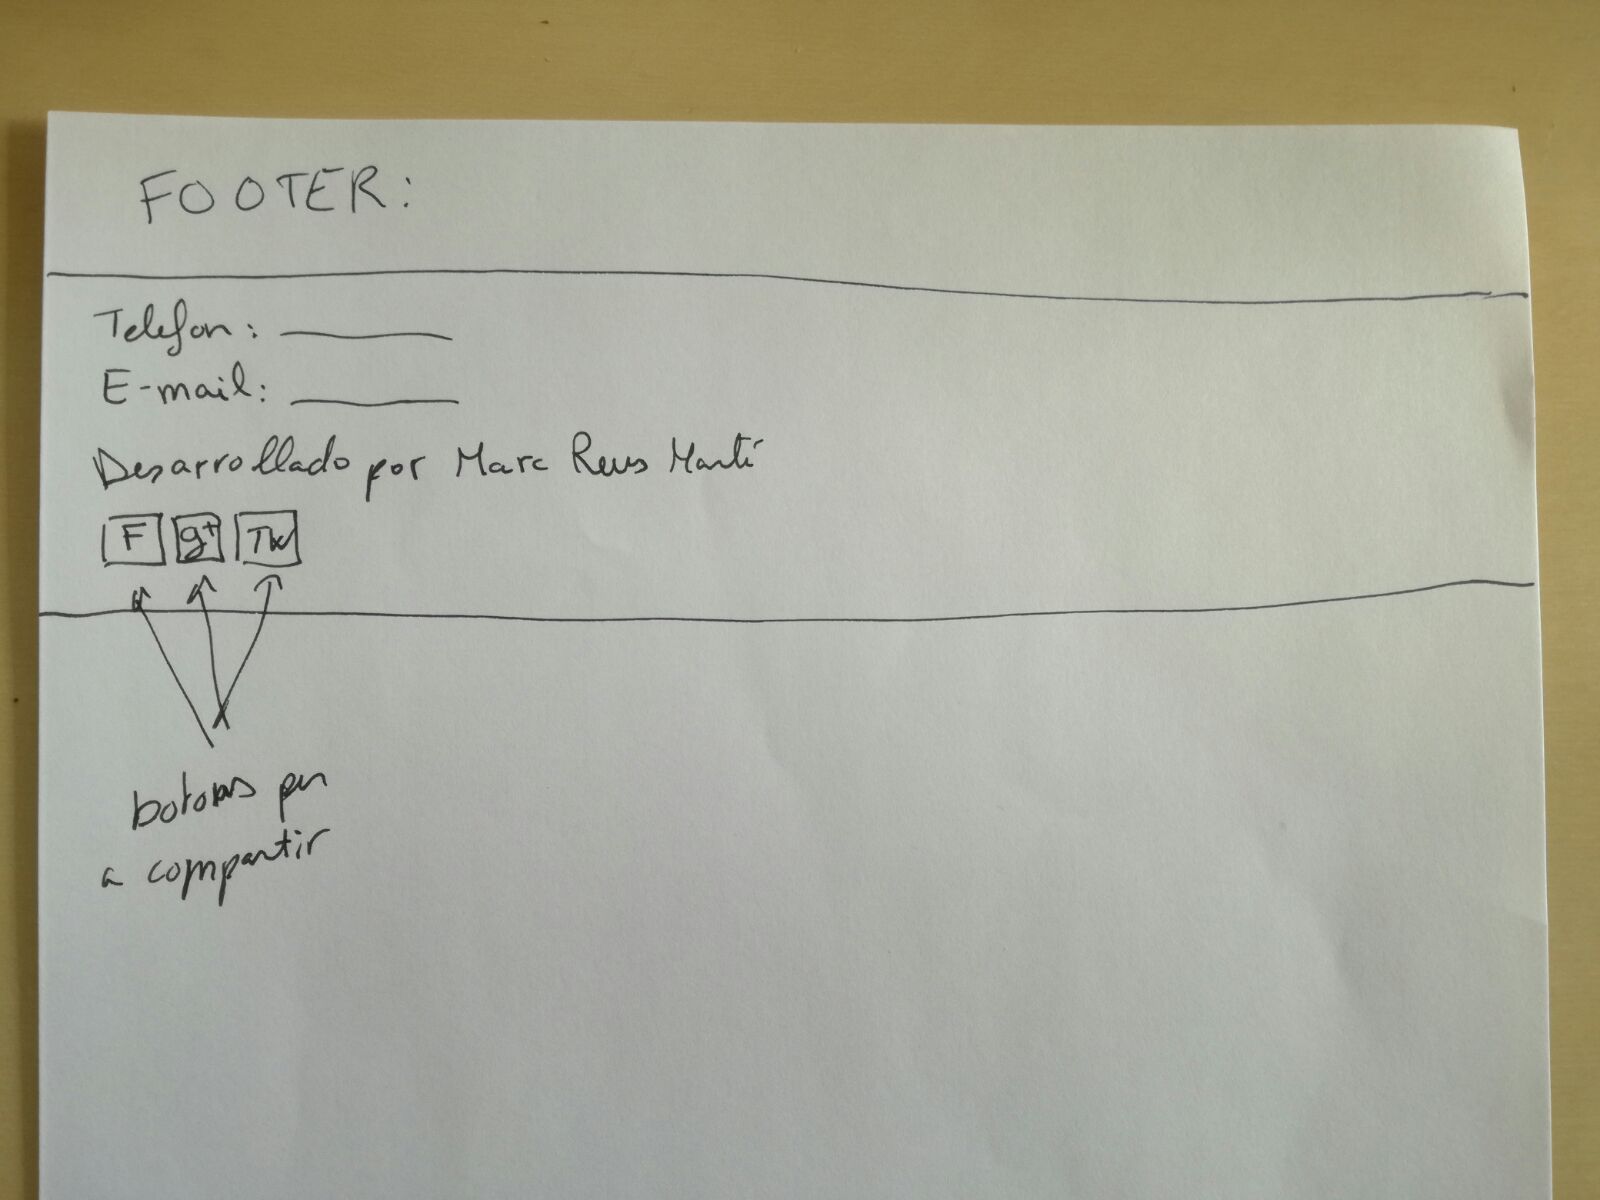 FOOTER:
Telefon: ______
E-mail: ______
Desarrollado por Marc Reus Martí
F g+ Tw
botons per
a compartir